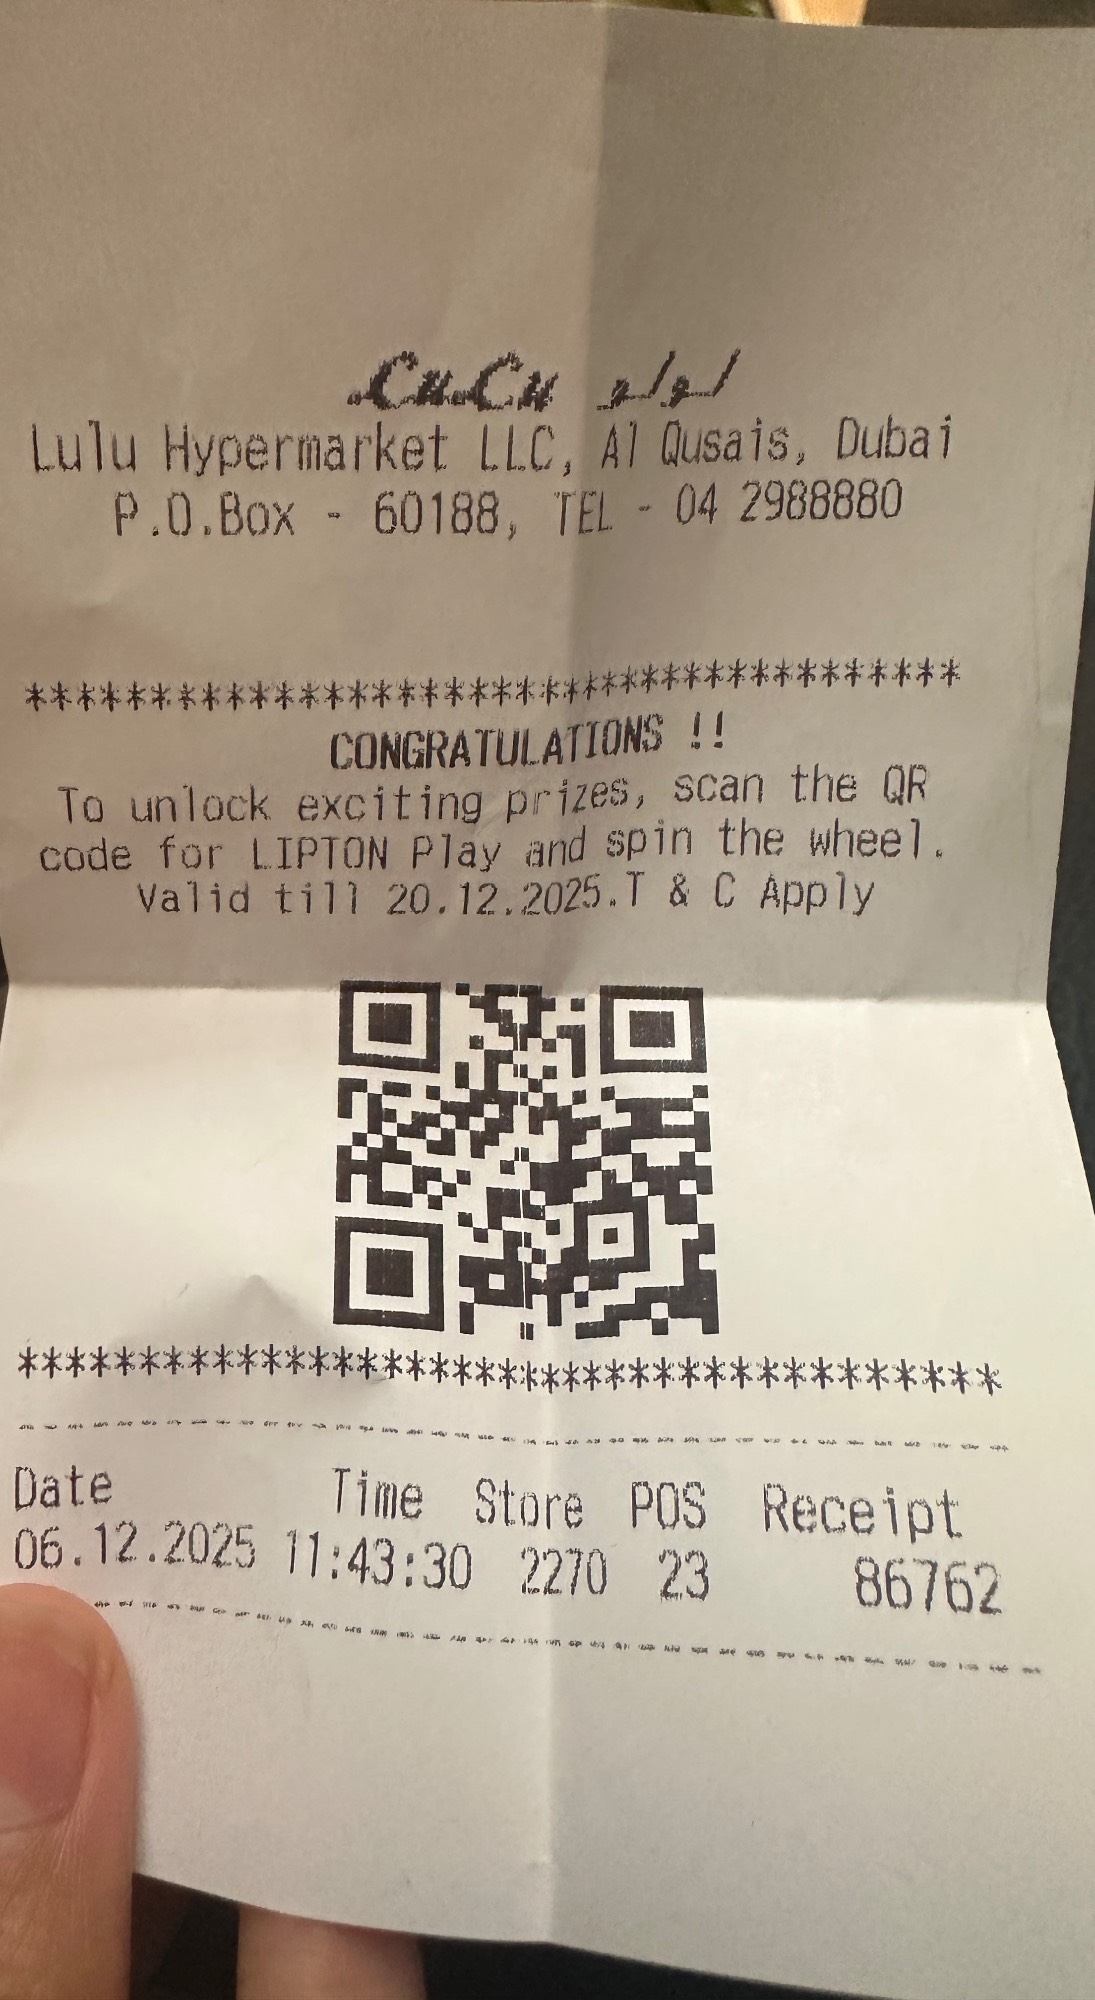 LuLu لولو
Lulu Hypermarket LLC, Al Qusais, Dubai
P.O.Box - 60188, TEL - 04 2988880
****************************************
CONGRATULATIONS !!
To unlock exciting prizes, scan the QR
code for LIPTON Play and spin the wheel.
Valid till 20.12.2025.T & C Apply
****************************************
----------------------------------------
Date Time Store POS Receipt
06.12.2025 11:43:30 2270 23 86762
----------------------------------------